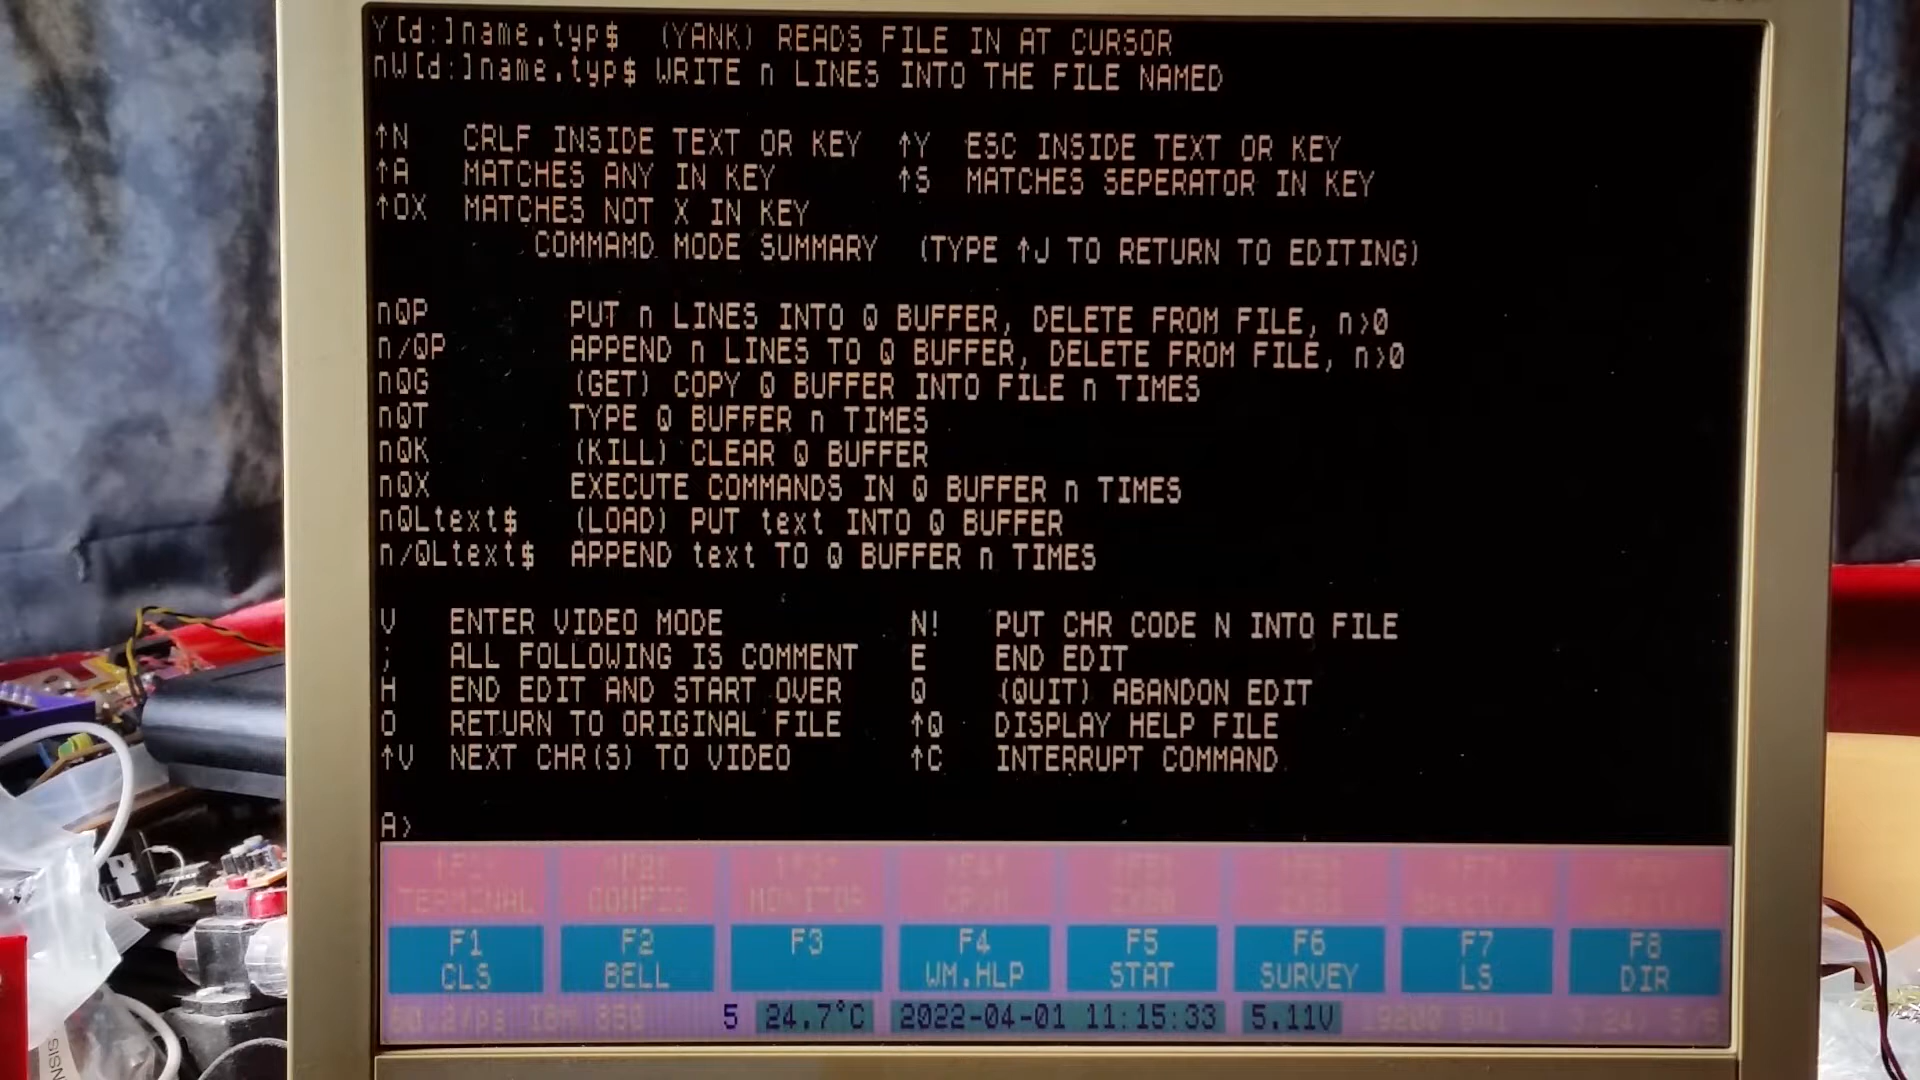 Y[d:]name.typ$ (YANK) READS FILE IN AT CURSOR
nW[d:]name.typ$ WRITE n LINES INTO THE FILE NAMED
↑N CRLF INSIDE TEXT OR KEY ↑Y ESC INSIDE TEXT OR KEY
↑A MATCHES ANY IN KEY ↑S MATCHES SEPERATOR IN KEY
↑OX MATCHES NOT X IN KEY
COMMAMD MODE SUMMARY (TYPE ↑J TO RETURN TO EDITING)
nQP PUT n LINES INTO Q BUFFER, DELETE FROM FILE, n>0
n/QP APPEND n LINES TO Q BUFFER, DELETE FROM FILE, n>0
nQG (GET) COPY Q BUFFER INTO FILE n TIMES
nQT TYPE Q BUFFER n TIMES
nQK (KILL) CLEAR Q BUFFER
nQX EXECUTE COMMANDS IN Q BUFFER n TIMES
nQLtext$ (LOAD) PUT text INTO Q BUFFER
n/QLtext$ APPEND text TO Q BUFFER n TIMES
V ENTER VIDEO MODE N! PUT CHR CODE N INTO FILE
; ALL FOLLOWING IS COMMENT E END EDIT
H END EDIT AND START OVER Q (QUIT) ABANDON EDIT
O RETURN TO ORIGINAL FILE ↑Q DISPLAY HELP FILE
↑V NEXT CHR(S) TO VIDEO ↑C INTERRUPT COMMAND
A>
TERMINAL CONFIG MONITOR CP/M
F1 F2 F3 F4 F5 F6 F7 F8
CLS BELL WM.HLP STAT SURVEY LS DIR
5 24.7°C 2022-04-01 11:15:33 5.11V